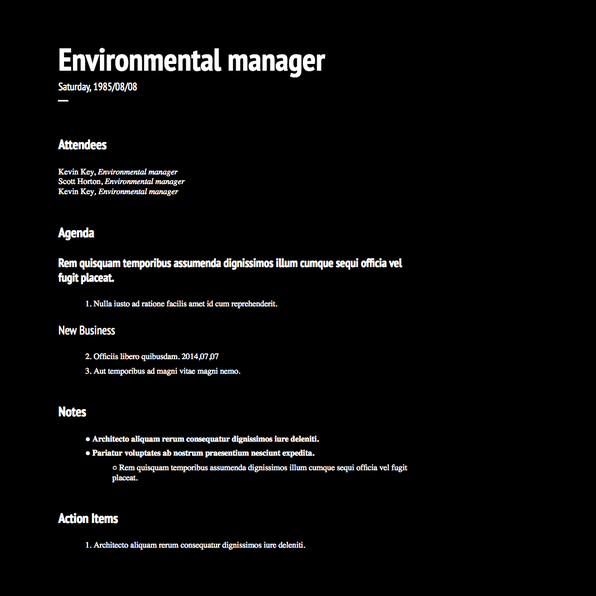 Environmental manager
Saturday, 1985/08/08
—
Attendees
Kevin Key, Environmental manager
Scott Horton, Environmental manager
Kevin Key, Environmental manager
Agenda
Rem quisquam temporibus assumenda dignissimos illum cumque sequi officia vel
fugit placeat.
1. Nulla iusto ad ratione facilis amet id cum reprehenderit.
New Business
2. Officiis libero quibusdam. 2014,07,07
3. Aut temporibus ad magni vitae magni nemo.
Notes
● Architecto aliquam rerum consequatur dignissimos iure deleniti.
● Pariatur voluptates ab nostrum praesentium nesciunt expedita.
○ Rem quisquam temporibus assumenda dignissimos illum cumque sequi officia vel fugit
placeat.
Action Items
1. Architecto aliquam rerum consequatur dignissimos iure deleniti.